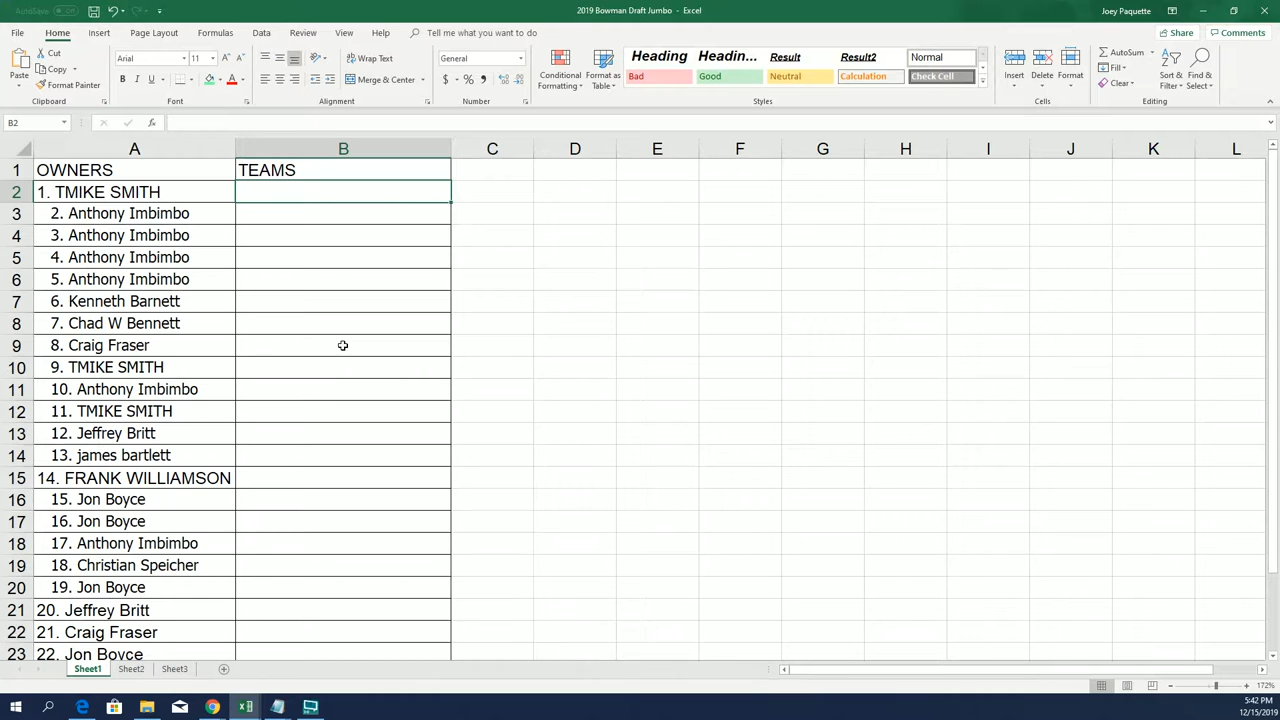 AutoSave
2019 Bowman Draft Jumbo - Excel
Joey Paquette
File Home Insert Page Layout Formulas Data Review View Help Tell me what you want to do
Share Comments
Paste
Cut
Copy
Format Painter
Clipboard
Arial 11
B I U
Font
Wrap Text
Merge & Center
Alignment
General
$ % ,
Number
Conditional Formatting
Format as Table
Heading Headin... Result Result2 Normal
Bad Good Neutral Calculation Check Cell
Styles
Insert Delete Format
Cells
AutoSum
Fill
Clear
Sort & Filter
Find & Select
Editing
B2
fx
A B C D E F G H I J K L
1 OWNERS TEAMS
2 1. TMIKE SMITH
3 2. Anthony Imbimbo
4 3. Anthony Imbimbo
5 4. Anthony Imbimbo
6 5. Anthony Imbimbo
7 6. Kenneth Barnett
8 7. Chad W Bennett
9 8. Craig Fraser
10 9. TMIKE SMITH
11 10. Anthony Imbimbo
12 11. TMIKE SMITH
13 12. Jeffrey Britt
14 13. james bartlett
15 14. FRANK WILLIAMSON
16 15. Jon Boyce
17 16. Jon Boyce
18 17. Anthony Imbimbo
19 18. Christian Speicher
20 19. Jon Boyce
21 20. Jeffrey Britt
22 21. Craig Fraser
23 22. Jon Boyce
Sheet1 Sheet2 Sheet3
172%
5:42 PM
12/15/2019